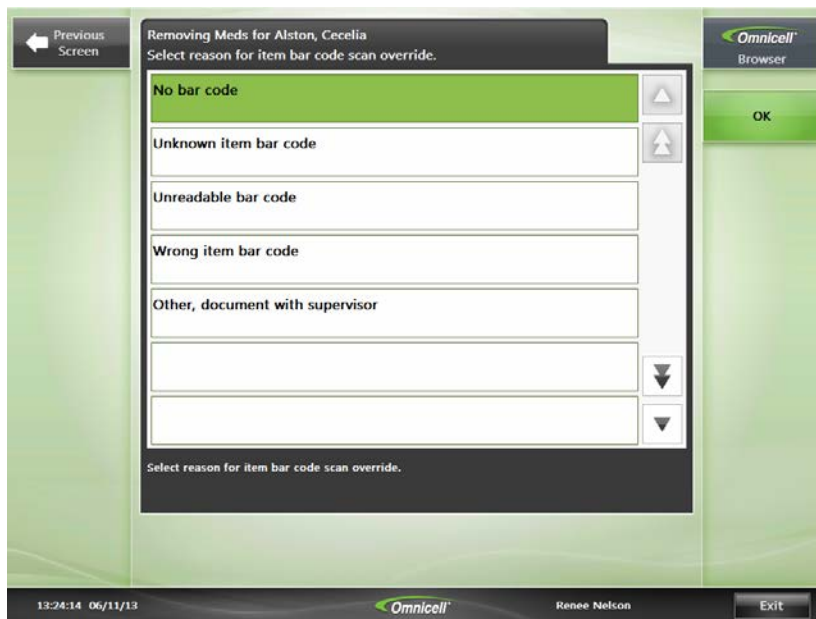 Previous
Screen
Removing Meds for Alston, Cecelia
Select reason for item bar code scan override.
Omnicell
Browser
No bar code
OK
Unknown item bar code
Unreadable bar code
Wrong item bar code
Other, document with supervisor
Select reason for item bar code scan override.
13:24:14 06/11/13
Omnicell
Renee Nelson
Exit